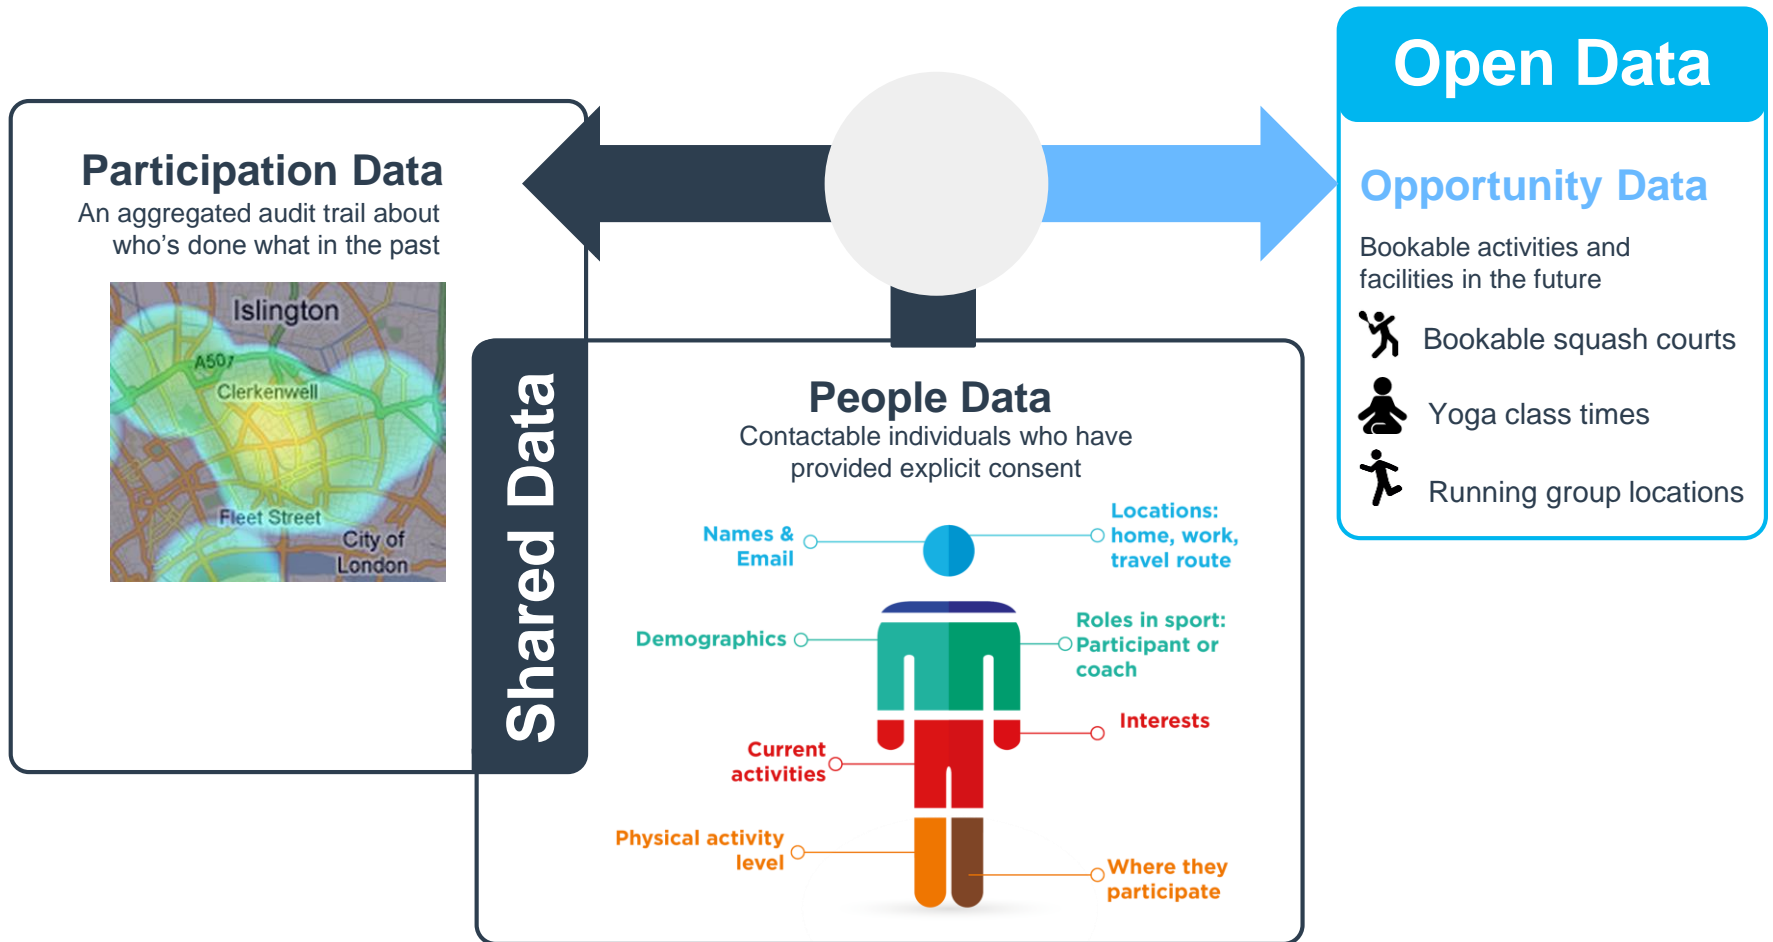 Open Data
Participation Data
An aggregated audit trail about
who's done what in the past
Islington
A501
Clerkenwell
Fleet Street
City of
London
Shared Data
People Data
Contactable individuals who have
provided explicit consent
Names &
Email
Locations:
home, work,
travel route
Demographics
Roles in sport:
Participant or
coach
Current
activities
Interests
Physical activity
level
Where they
participate
Opportunity Data
Bookable activities and
facilities in the future
Bookable squash courts
Yoga class times
Running group locations